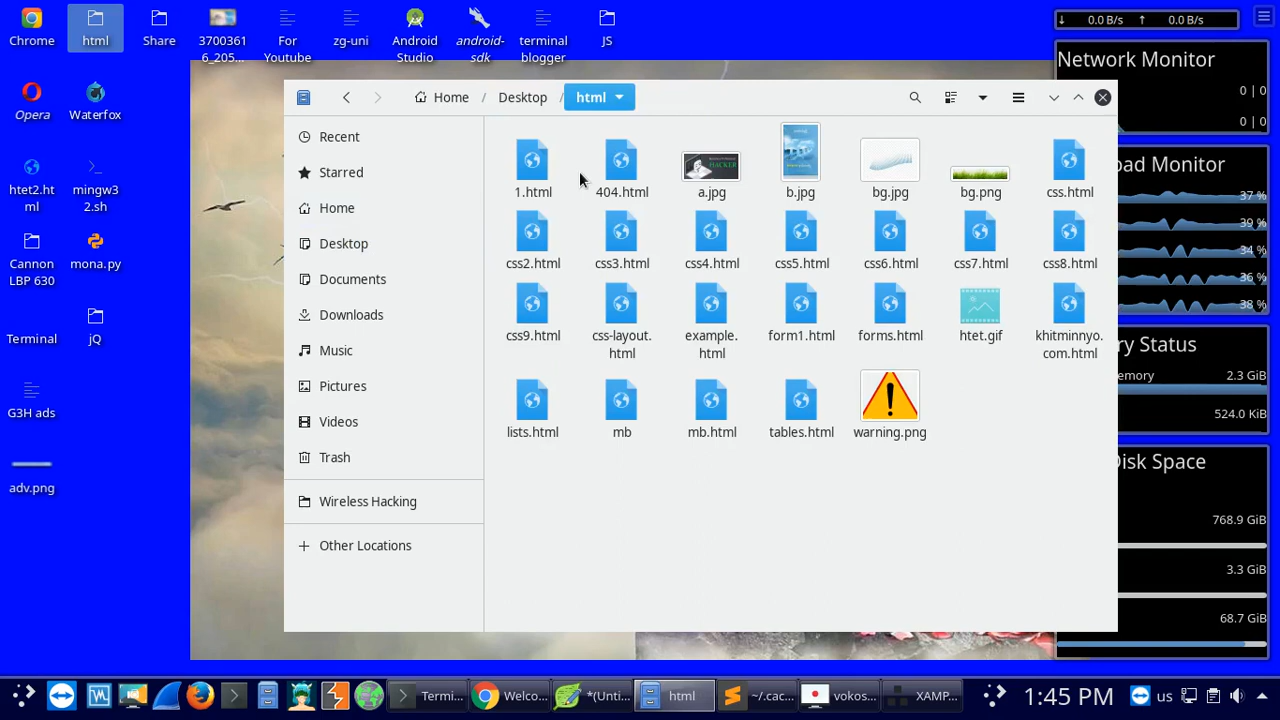 Chrome
html
Share
3700361
6_205...
For
Youtube
zg-uni
Android
Studio
android-
sdk
terminal
blogger
JS
0.0 B/s
0.0 B/s
Opera
Waterfox
htet2.ht
ml
mingw3
2.sh
Cannon
LBP 630
mona.py
Terminal
jQ
G3H ads
adv.png
Home / Desktop / html
Recent
Starred
Home
Desktop
Documents
Downloads
Music
Pictures
Videos
Trash
Wireless Hacking
Other Locations
1.html
404.html
HACKER
a.jpg
b.jpg
bg.jpg
bg.png
css.html
css2.html
css3.html
css4.html
css5.html
css6.html
css7.html
css8.html
css9.html
css-layout.
html
example.
html
form1.html
forms.html
htet.gif
khitminnyo.
com.html
lists.html
mb
mb.html
tables.html
warning.png
Network Monitor
0 | 0
0 | 0
oad Monitor
37 %
39 %
34 %
36 %
38 %
ry Status
emory
2.3 GiB
524.0 KiB
Disk Space
768.9 GiB
3.3 GiB
68.7 GiB
Termi...
Welco...
*(Unti...
html
~/.cac...
vokos...
XAMP...
1:45 PM
us